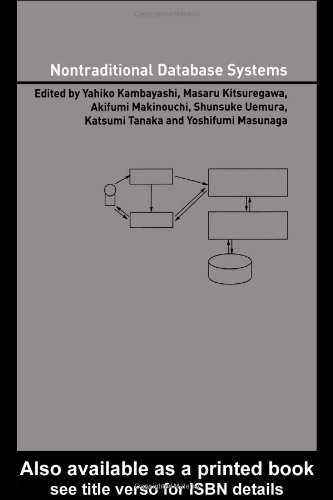 Nontraditional Database Systems
Edited by Yahiko Kambayashi, Masaru Kitsuregawa,
Akifumi Makinouchi, Shunsuke Uemura,
Katsumi Tanaka and Yoshifumi Masunaga
Also available as a printed book
see title verso for ISBN details